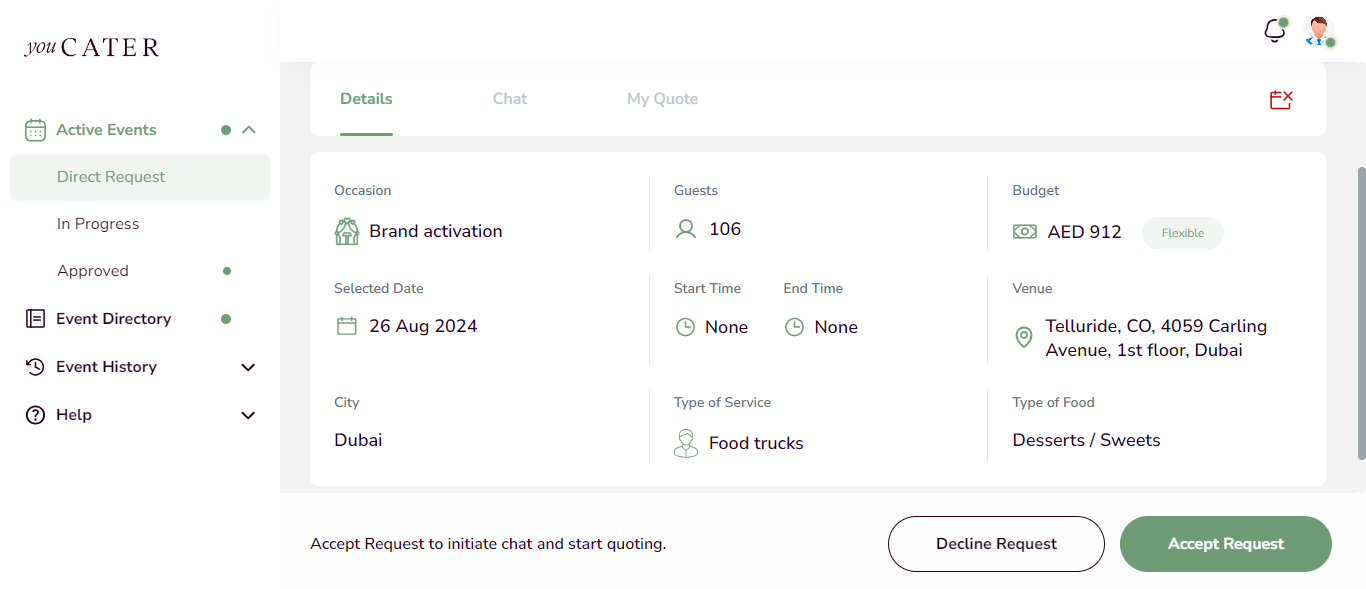 you CATER
Active Events
Direct Request
In Progress
Approved
Event Directory
Event History
Help
Details Chat My Quote
Occasion
Brand activation
Guests
106
Budget
AED 912 Flexible
Selected Date
26 Aug 2024
Start Time End Time
None None
Venue
Telluride, CO, 4059 Carling
Avenue, 1st floor, Dubai
City
Dubai
Type of Service
Food trucks
Type of Food
Desserts / Sweets
Accept Request to initiate chat and start quoting.
Decline Request
Accept Request